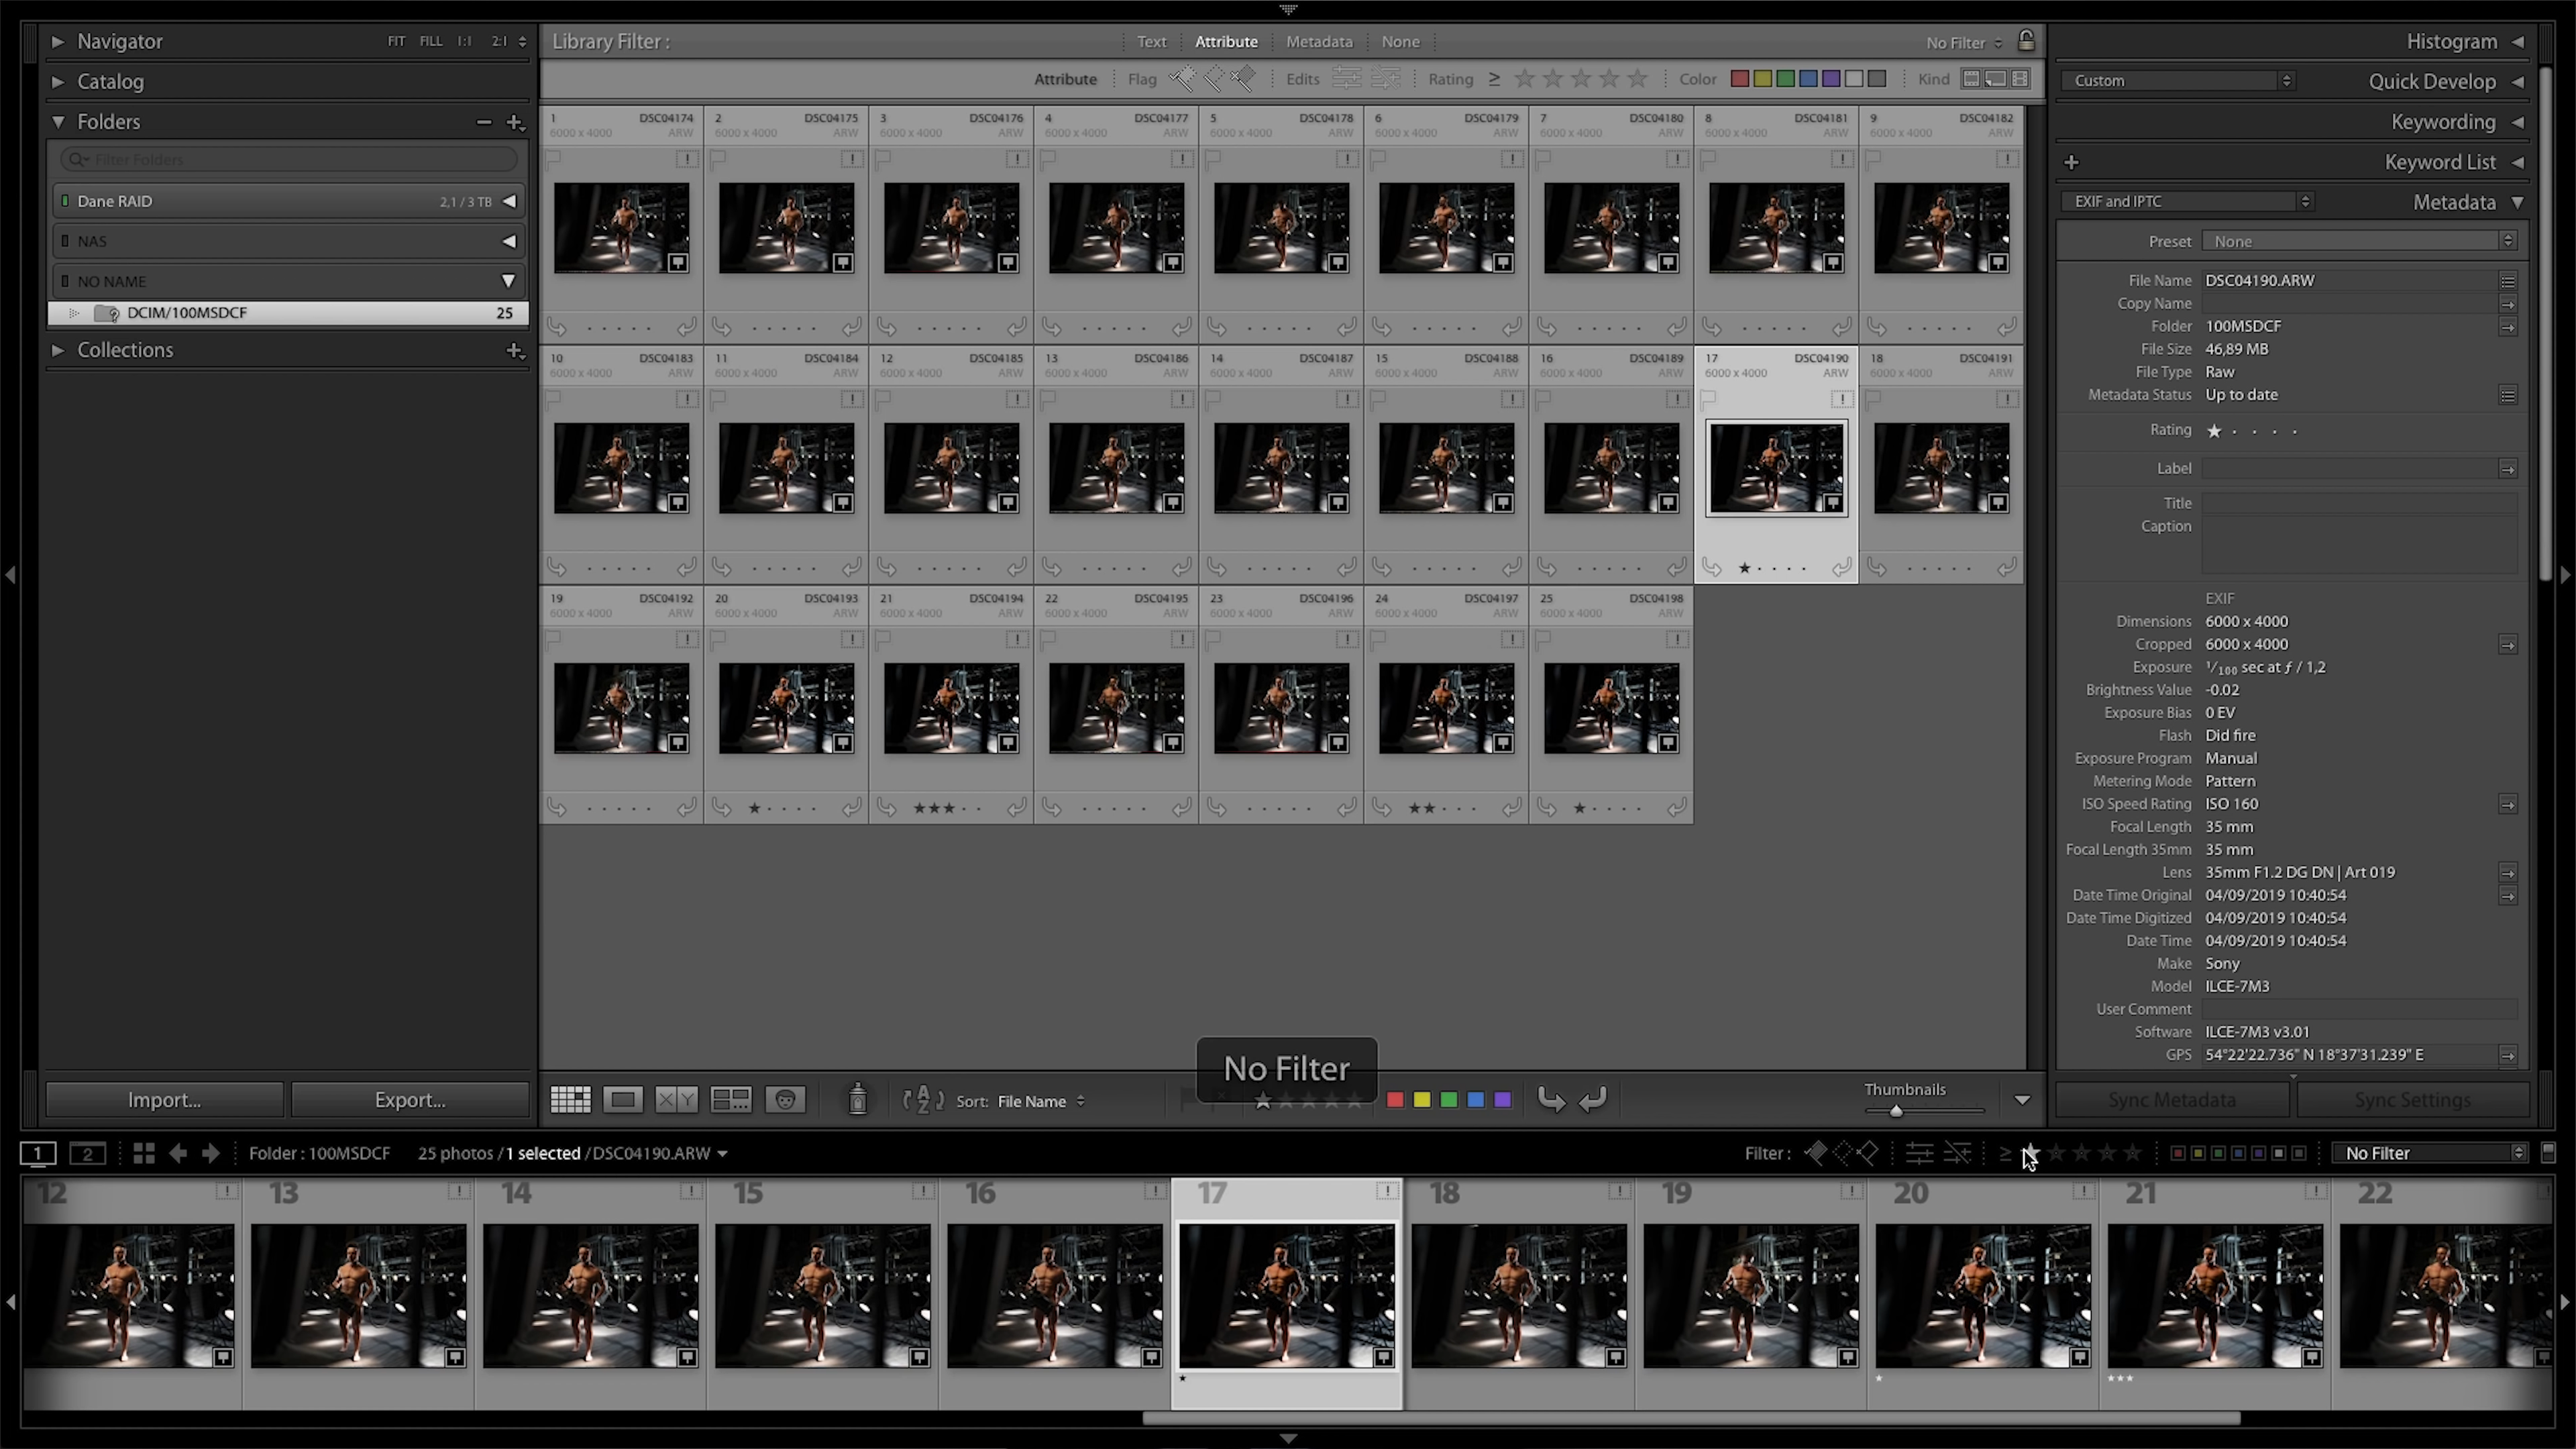 Navigator FIT FILL 1:1 2:1
Catalog
Folders
Filter Folders
Dane RAID 2,1 / 3 TB
NAS
NO NAME
DCIM/100MSDCF 25
Collections
Import... Export...
Library Filter : Text Attribute Metadata None No Filter
Attribute Flag Edits Rating ≥ Color Kind
1 DSC04174 2 DSC04175 3 DSC04176 4 DSC04177 5 DSC04178 6 DSC04179 7 DSC04180 8 DSC04181 9 DSC04182
6000 x 4000 ARW 6000 x 4000 ARW 6000 x 4000 ARW 6000 x 4000 ARW 6000 x 4000 ARW 6000 x 4000 ARW 6000 x 4000 ARW 6000 x 4000 ARW 6000 x 4000 ARW
10 DSC04183 11 DSC04184 12 DSC04185 13 DSC04186 14 DSC04187 15 DSC04188 16 DSC04189 17 DSC04190 18 DSC04191
6000 x 4000 ARW 6000 x 4000 ARW 6000 x 4000 ARW 6000 x 4000 ARW 6000 x 4000 ARW 6000 x 4000 ARW 6000 x 4000 ARW 6000 x 4000 ARW 6000 x 4000 ARW
19 DSC04192 20 DSC04193 21 DSC04194 22 DSC04195 23 DSC04196 24 DSC04197 25 DSC04198
6000 x 4000 ARW 6000 x 4000 ARW 6000 x 4000 ARW 6000 x 4000 ARW 6000 x 4000 ARW 6000 x 4000 ARW 6000 x 4000 ARW
No Filter
X Y A Z Sort: File Name Thumbnails
Histogram
Custom Quick Develop
Keywording
Keyword List
EXIF and IPTC Metadata
Preset None
File Name DSC04190.ARW
Copy Name
Folder 100MSDCF
File Size 46,89 MB
File Type Raw
Metadata Status Up to date
Rating ★
Label
Title
Caption
EXIF
Dimensions 6000 x 4000
Cropped 6000 x 4000
Exposure 1/100 sec at ƒ / 1,2
Brightness Value -0.02
Exposure Bias 0 EV
Flash Did fire
Exposure Program Manual
Metering Mode Pattern
ISO Speed Rating ISO 160
Focal Length 35 mm
Focal Length 35mm 35 mm
Lens 35mm F1.2 DG DN | Art 019
Date Time Original 04/09/2019 10:40:54
Date Time Digitized 04/09/2019 10:40:54
Date Time 04/09/2019 10:40:54
Make Sony
Model ILCE-7M3
User Comment
Software ILCE-7M3 v3.01
GPS 54°22'22.736" N 18°37'31.239" E
Sync Metadata Sync Settings
1 2 Folder : 100MSDCF 25 photos / 1 selected / DSC04190.ARW Filter : ≥ No Filter
12 13 14 15 16 17 18 19 20 21 22